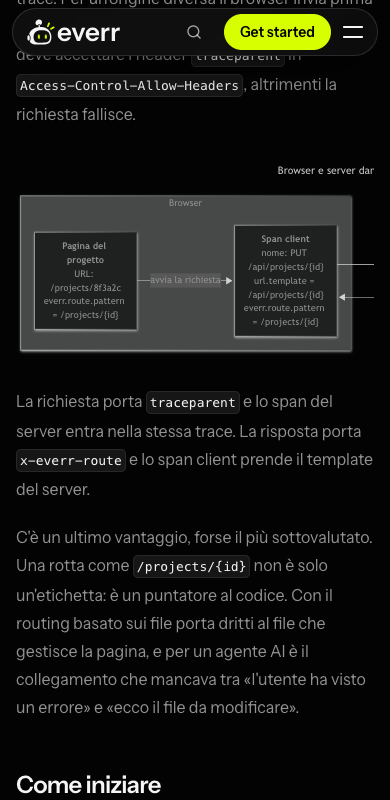 everr
Get started
deve accettare l'header traceparent in
Access-Control-Allow-Headers, altrimenti la
richiesta fallisce.
Browser e server dar
Browser
Pagina del
progetto
URL:
/projects/8f3a2c
everr.route.pattern
= /projects/{id}
avvia la richiesta
Span client
nome: PUT
/api/projects/{id}
url.template =
/api/projects/{id}
everr.route.pattern
= /projects/{id}
La richiesta porta traceparent e lo span del
server entra nella stessa trace. La risposta porta
x-everr-route e lo span client prende il template
del server.
C'è un ultimo vantaggio, forse il più sottovalutato.
Una rotta come /projects/{id} non è solo
un'etichetta: è un puntatore al codice. Con il
routing basato sui file porta dritti al file che
gestisce la pagina, e per un agente AI è il
collegamento che mancava tra «l'utente ha visto
un errore» e «ecco il file da modificare».
Come iniziare